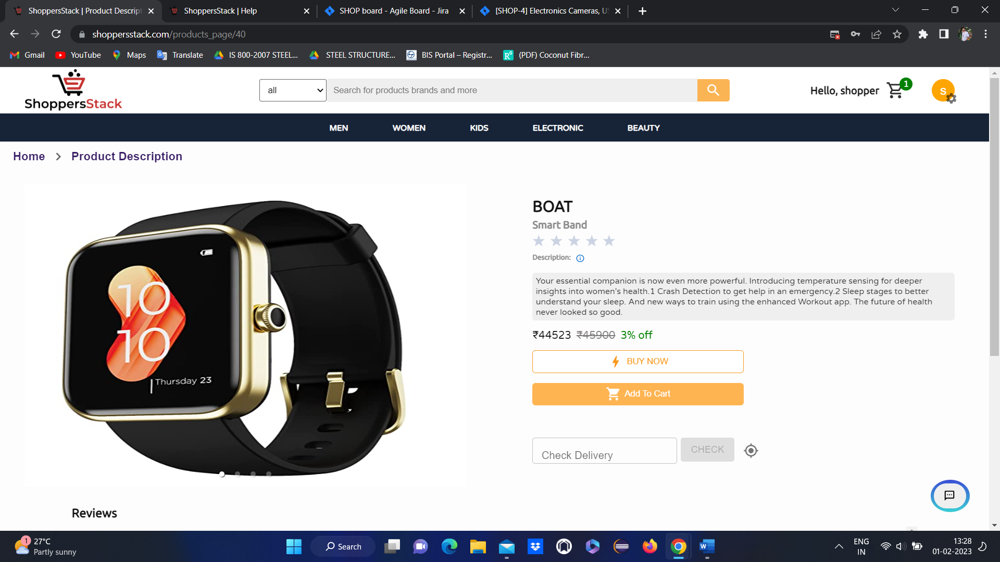 ShoppersStack | Product Descript
ShoppersStack | Help
SHOP board - Agile Board - Jira
[SHOP-4] Electronics Cameras, US
shoppersstack.com/products_page/40
Gmail
YouTube
Maps
Translate
IS 800-2007 STEEL...
STEEL STRUCTURE...
BIS Portal – Registr...
(PDF) Coconut Fibr...
ShoppersStack
all
Search for products brands and more
Hello, shopper
1
S
MEN
WOMEN
KIDS
ELECTRONIC
BEAUTY
Home > Product Description
10
10
Thursday 23
BOAT
Smart Band
Description:
Your essential companion is now even more powerful. Introducing temperature sensing for deeper
insights into women’s health.1 Crash Detection to get help in an emergency.2 Sleep stages to better
understand your sleep. And new ways to train using the enhanced Workout app. The future of health
never looked so good.
₹44523 ₹45900 3% off
BUY NOW
Add To Cart
Check Delivery
CHECK
Reviews
1
27°C
Partly sunny
Search
ENG
IN
13:28
01-02-2023